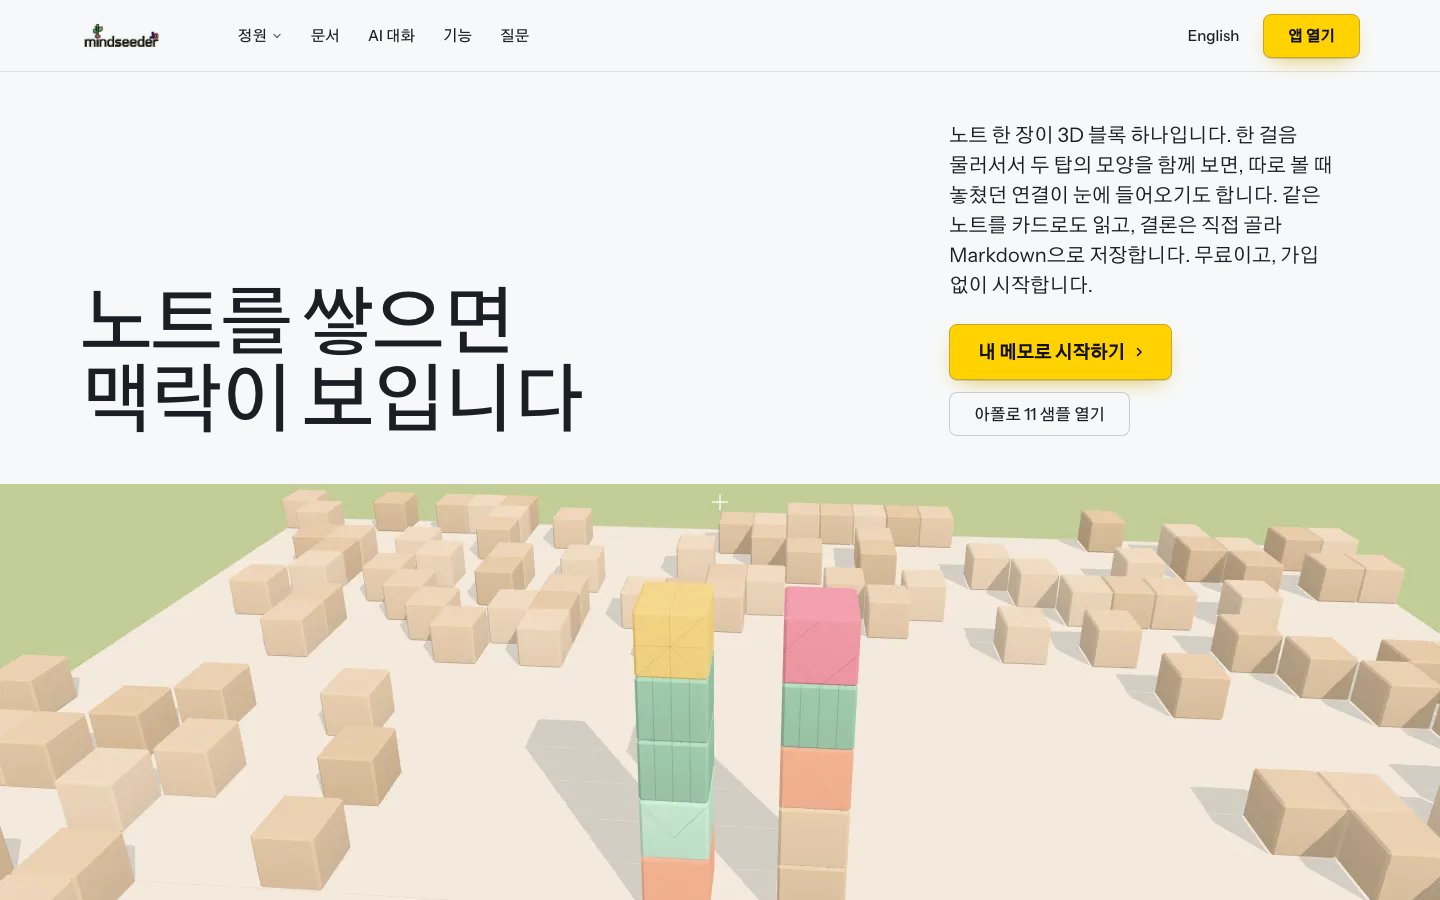 mindseeder
정원
문서
AI 대화
기능
질문
English
앱 열기
노트를 쌓으면
맥락이 보입니다
노트 한 장이 3D 블록 하나입니다. 한 걸음
물러서서 두 탑의 모양을 함께 보면, 따로 볼 때
놓쳤던 연결이 눈에 들어오기도 합니다. 같은
노트를 카드로도 읽고, 결론은 직접 골라
Markdown으로 저장합니다. 무료이고, 가입
없이 시작합니다.
내 메모로 시작하기
아폴로 11 샘플 열기